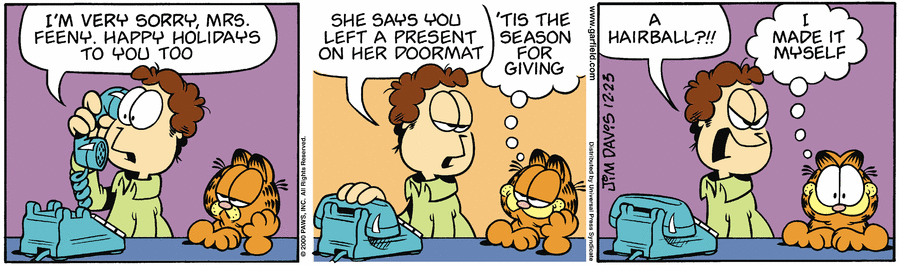 I'M VERY SORRY, MRS.
FEENY. HAPPY HOLIDAYS
TO YOU TOO
© 2000 PAWS, INC. All Rights Reserved.
SHE SAYS YOU
LEFT A PRESENT
ON HER DOORMAT
'TIS THE
SEASON
FOR
GIVING
www.garfield.com
Distributed by Universal Press Syndicate
A
HAIRBALL?!!
I
MADE IT
MYSELF
JIM DAVIS 12·23